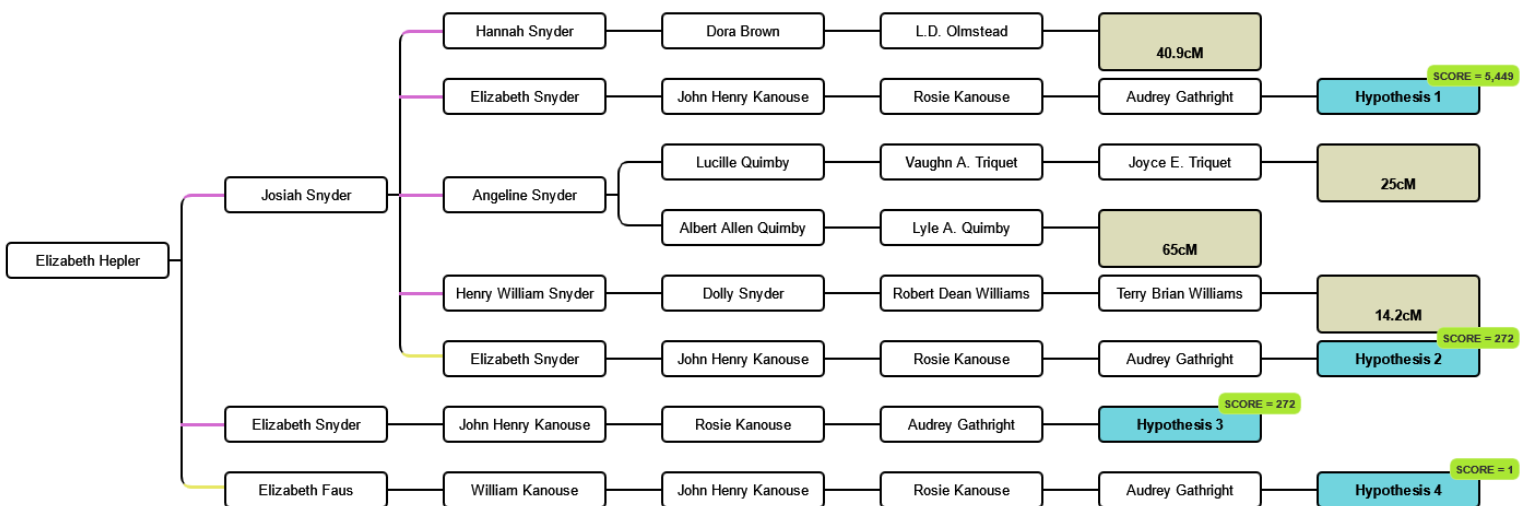 Hannah Snyder
Dora Brown
L.D. Olmstead
40.9cM
SCORE = 5,449
Elizabeth Snyder
John Henry Kanouse
Rosie Kanouse
Audrey Gathright
Hypothesis 1
Lucille Quimby
Vaughn A. Triquet
Joyce E. Triquet
25cM
Josiah Snyder
Angeline Snyder
Albert Allen Quimby
Lyle A. Quimby
65cM
Elizabeth Hepler
Henry William Snyder
Dolly Snyder
Robert Dean Williams
Terry Brian Williams
14.2cM
SCORE = 272
Elizabeth Snyder
John Henry Kanouse
Rosie Kanouse
Audrey Gathright
Hypothesis 2
SCORE = 272
Elizabeth Snyder
John Henry Kanouse
Rosie Kanouse
Audrey Gathright
Hypothesis 3
SCORE = 1
Elizabeth Faus
William Kanouse
John Henry Kanouse
Rosie Kanouse
Audrey Gathright
Hypothesis 4